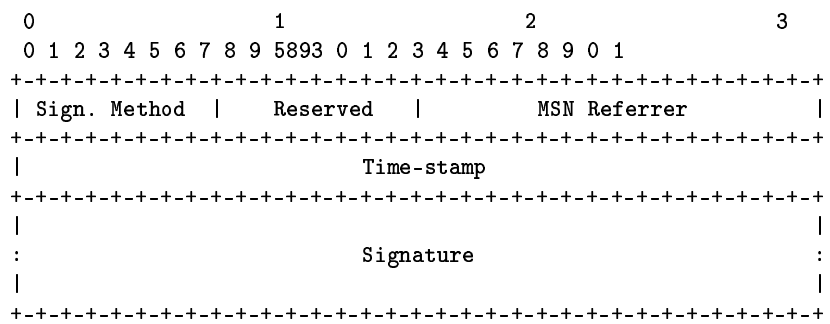 0 1 2 3
0 1 2 3 4 5 6 7 8 9 5893 0 1 2 3 4 5 6 7 8 9 0 1
+-+-+-+-+-+-+-+-+-+-+-+-+-+-+-+-+-+-+-+-+-+-+-+-+-+-+-+-+-+-+-+-+
| Sign. Method | Reserved | MSN Referrer |
+-+-+-+-+-+-+-+-+-+-+-+-+-+-+-+-+-+-+-+-+-+-+-+-+-+-+-+-+-+-+-+-+
| Time-stamp
+-+-+-+-+-+-+-+-+-+-+-+-+-+-+-+-+-+-+-+-+-+-+-+-+-+-+-+-+-+-+-+-+
| |
: Signature :
| |
+-+-+-+-+-+-+-+-+-+-+-+-+-+-+-+-+-+-+-+-+-+-+-+-+-+-+-+-+-+-+-+-+